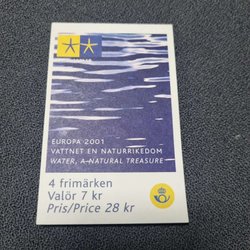 EUROPA 2001
VATTNET EN NATURRIKEDOM
WATER, A NATURAL TREASURE
4 frimärken
Valör 7 kr
Pris/Price 28 kr